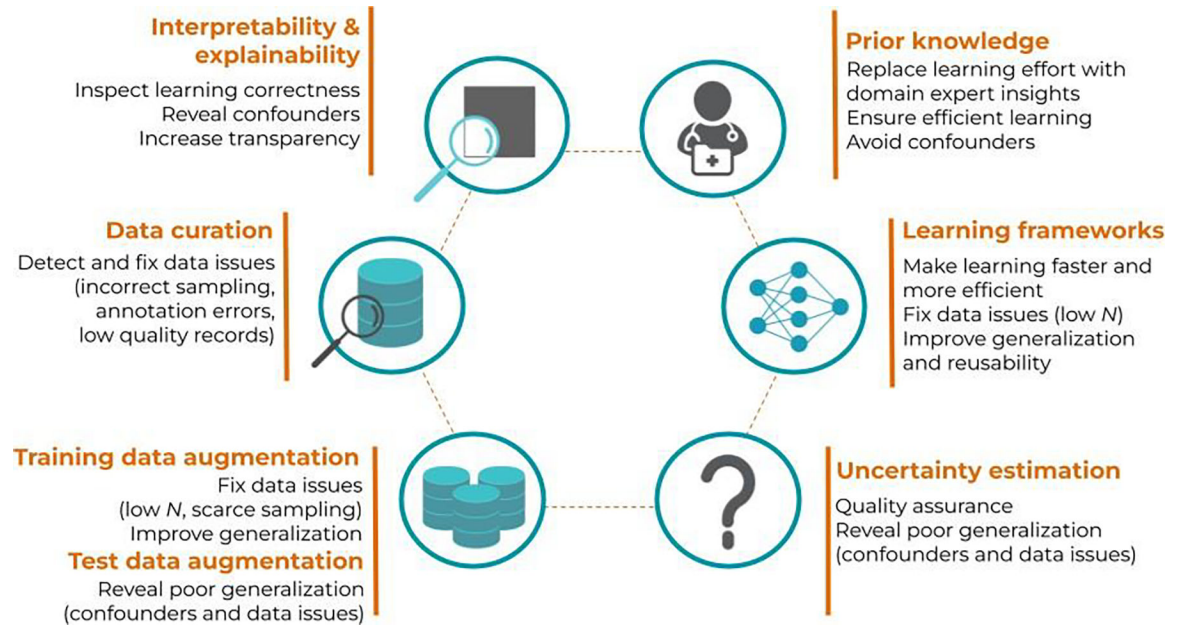 Interpretability &
explainability
Inspect learning correctness
Reveal confounders
Increase transparency
Prior knowledge
Replace learning effort with
domain expert insights
Ensure efficient learning
Avoid confounders
Data curation
Detect and fix data issues
(incorrect sampling,
annotation errors,
low quality records)
Learning frameworks
Make learning faster and
more efficient
Fix data issues (low N)
Improve generalization
and reusability
Training data augmentation
Fix data issues
(low N, scarce sampling)
Improve generalization
Test data augmentation
Reveal poor generalization
(confounders and data issues)
Uncertainty estimation
Quality assurance
Reveal poor generalization
(confounders and data issues)